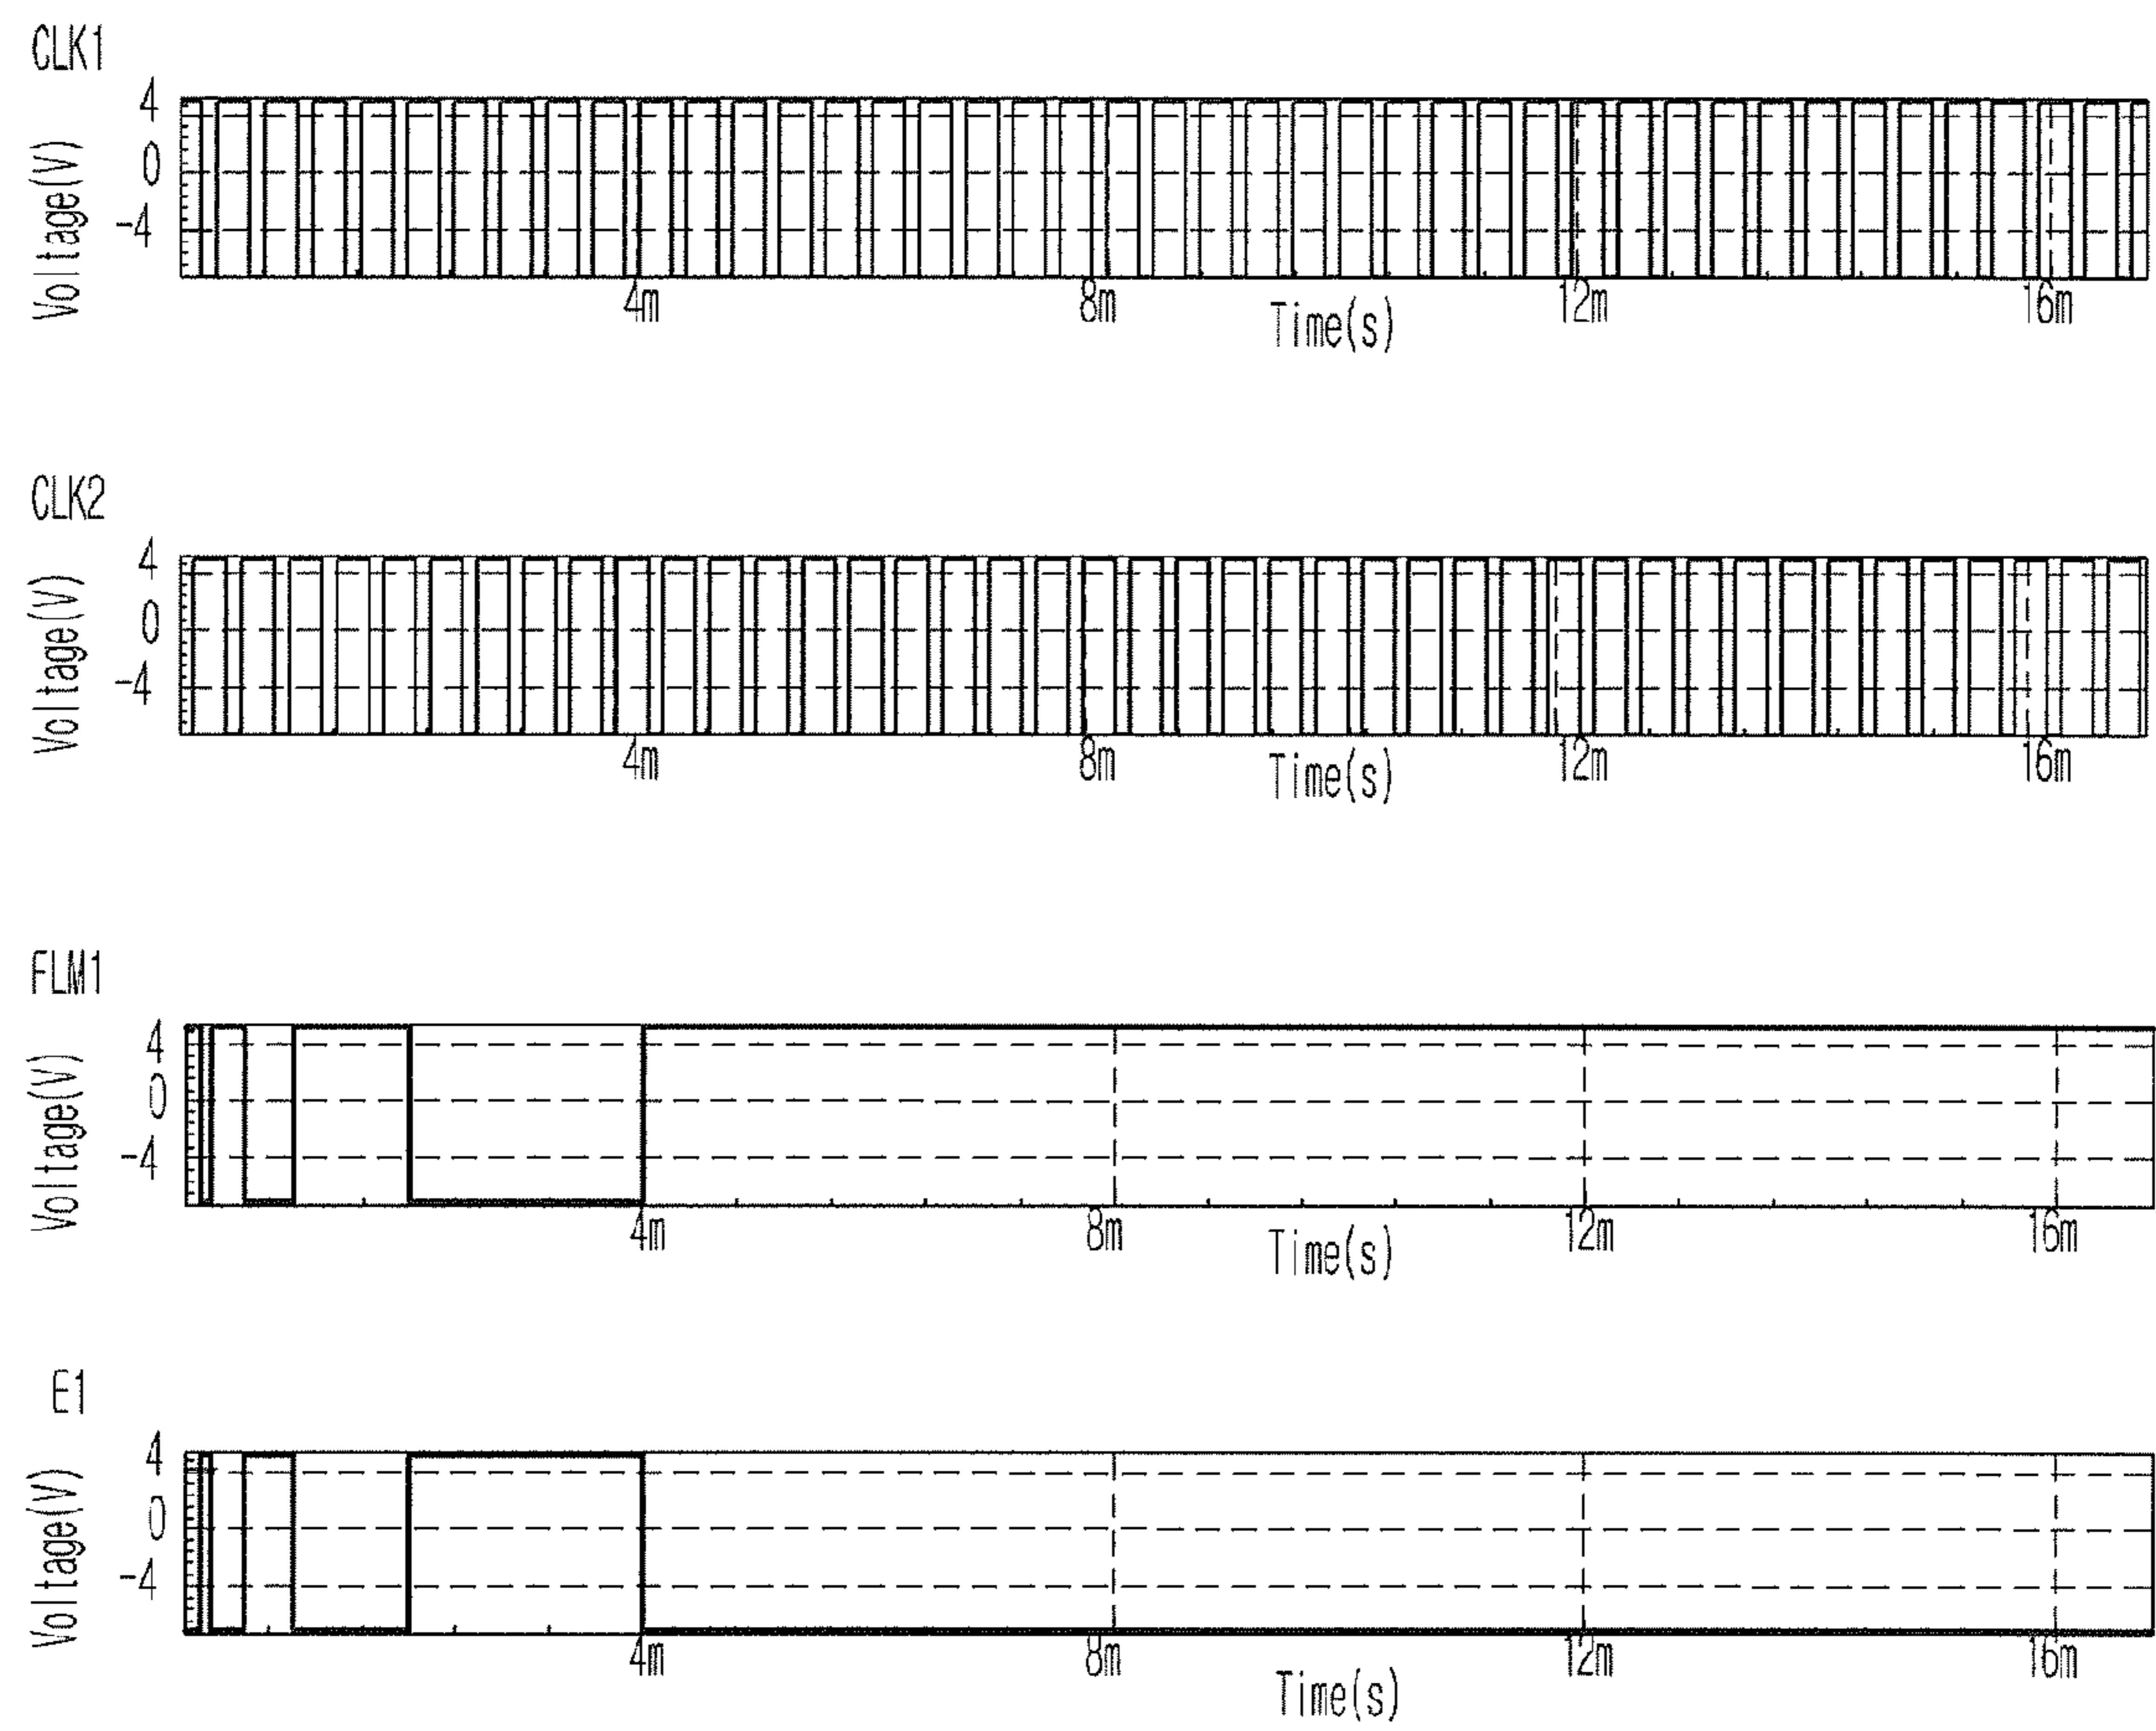 CLK1
4
0
-4
Voltage(V)
4m
8m
12m
16m
Time(s)
CLK2
4
0
-4
Voltage(V)
4m
8m
12m
16m
Time(s)
FLM1
4
0
-4
Voltage(V)
4m
8m
12m
16m
Time(s)
E1
4
0
-4
Voltage(V)
4m
8m
12m
16m
Time(s)